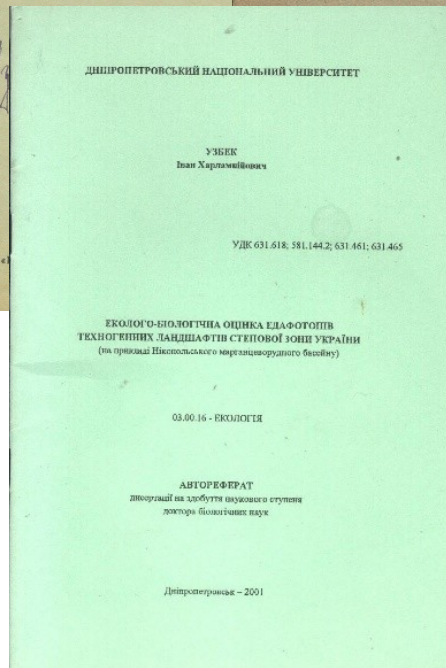 ДНІПРОПЕТРОВСЬКИЙ НАЦІОНАЛЬНИЙ УНІВЕРСИТЕТ
УЗБЕК
Іван Харлампійович
УДК 631.618; 581.144.2; 631.461; 631.465
ЕКОЛОГО-БІОЛОГІЧНА ОЦІНКА ЕДАФОТОПІВ
ТЕХНОГЕННИХ ЛАНДШАФТІВ СТЕПОВОЇ ЗОНИ УКРАЇНИ
(на прикладі Нікопольського марганцеворудного басейну)
03.00.16 - ЕКОЛОГІЯ
АВТОРЕФЕРАТ
дисертації на здобуття наукового ступеня
доктора біологічних наук
Дніпропетровськ – 2001